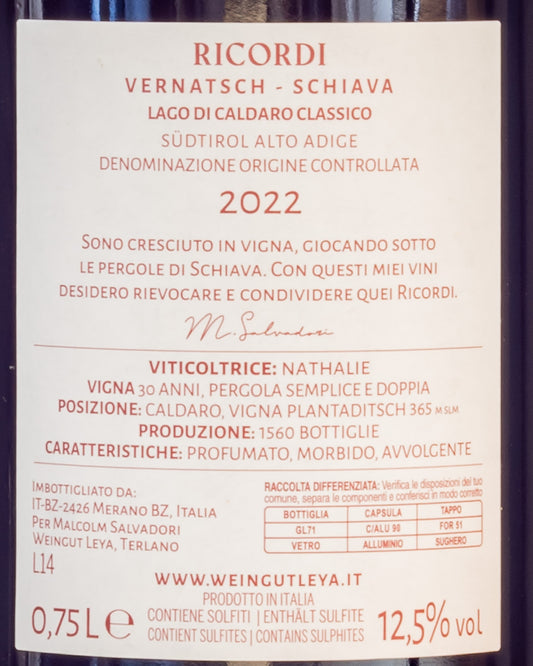 RICORDI
VERNATSCH - SCHIAVA
LAGO DI CALDARO CLASSICO
SÜDTIROL ALTO ADIGE
DENOMINAZIONE ORIGINE CONTROLLATA
2022
SONO CRESCIUTO IN VIGNA, GIOCANDO SOTTO
LE PERGOLE DI SCHIAVA. CON QUESTI MIEI VINI
DESIDERO RIEVOCARE E CONDIVIDERE QUEI RICORDI.
M. Salvadori
VITICOLTRICE: NATHALIE
VIGNA 30 ANNI, PERGOLA SEMPLICE E DOPPIA
POSIZIONE: CALDARO, VIGNA PLANTADITSCH 365 M SLM
PRODUZIONE: 1560 BOTTIGLIE
CARATTERISTICHE: PROFUMATO, MORBIDO, AVVOLGENTE
IMBOTTIGLIATO DA:
IT-BZ-2426 MERANO BZ, ITALIA
PER MALCOLM SALVADORI
WEINGUT LEYA, TERLANO
L14
RACCOLTA DIFFERENZIATA: Verifica le disposizioni del tuo
comune, separa le componenti e conferisci in modo corretto
BOTTIGLIA CAPSULA TAPPO
GL71 C/ALU 90 FOR 51
VETRO ALLUMINIO SUGHERO
WWW.WEINGUTLEYA.IT
PRODOTTO IN ITALIA
0,75 L e CONTIENE SOLFITI | ENTHÄLT SULFITE
CONTIENT SULFITES | CONTAINS SULPHITES 12,5% vol